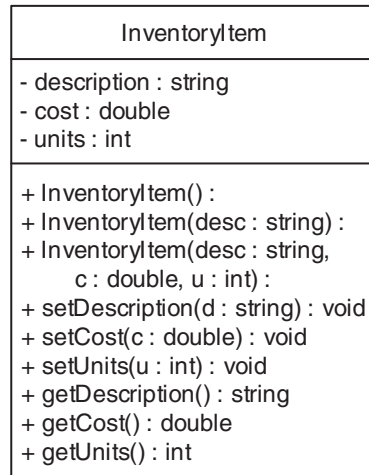 InventoryItem
- description : string
- cost : double
- units : int
+ InventoryItem() :
+ InventoryItem(desc : string) :
+ InventoryItem(desc : string,
c : double, u : int) :
+ setDescription(d : string) : void
+ setCost(c : double) : void
+ setUnits(u : int) : void
+ getDescription() : string
+ getCost() : double
+ getUnits() : int